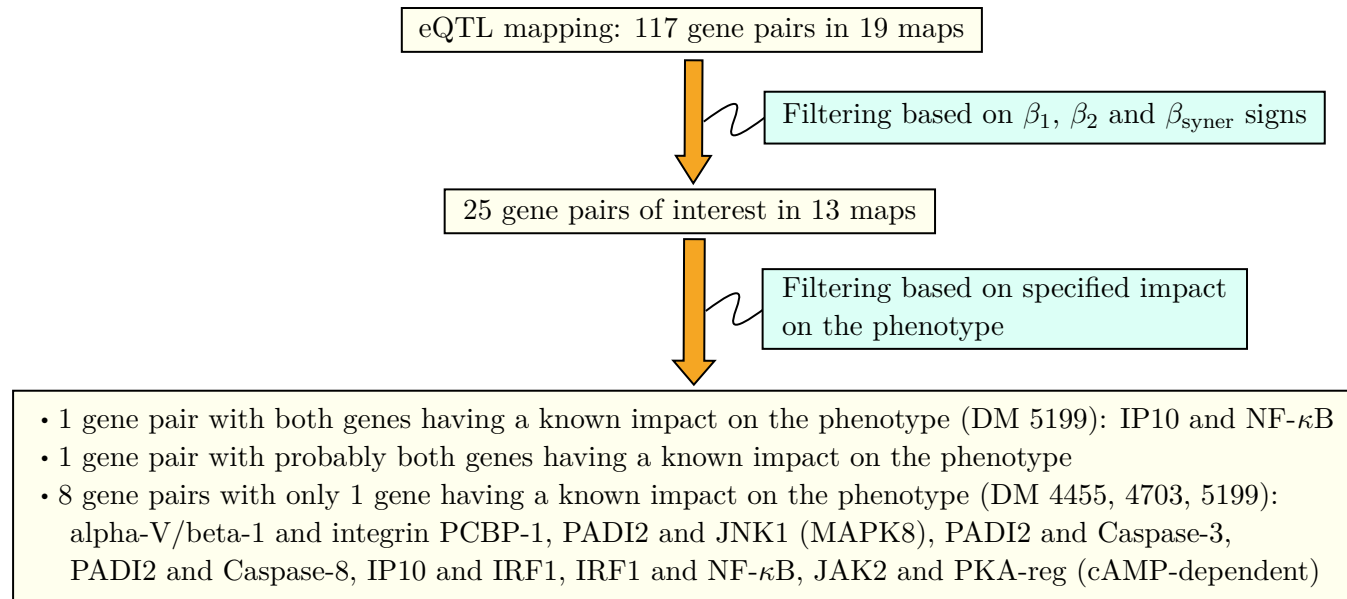 eQTL mapping: 117 gene pairs in 19 maps
Filtering based on β₁, β₂ and β_syner signs
25 gene pairs of interest in 13 maps
Filtering based on specified impact
on the phenotype
• 1 gene pair with both genes having a known impact on the phenotype (DM 5199): IP10 and NF-κB
• 1 gene pair with probably both genes having a known impact on the phenotype
• 8 gene pairs with only 1 gene having a known impact on the phenotype (DM 4455, 4703, 5199):
alpha-V/beta-1 and integrin PCBP-1, PADI2 and JNK1 (MAPK8), PADI2 and Caspase-3,
PADI2 and Caspase-8, IP10 and IRF1, IRF1 and NF-κB, JAK2 and PKA-reg (cAMP-dependent)